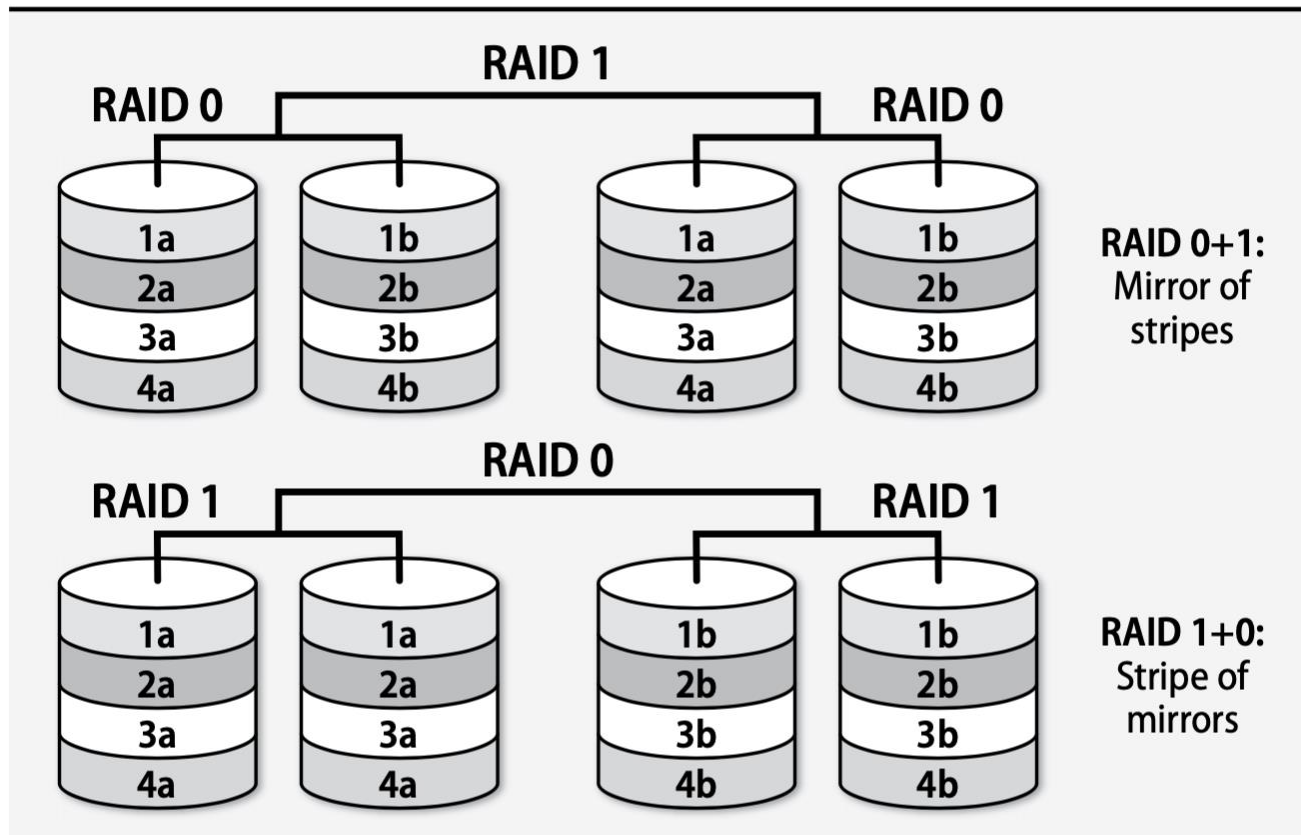 RAID 1
RAID 0 RAID 0
1a 1b 1a 1b
2a 2b 2a 2b
3a 3b 3a 3b
4a 4b 4a 4b
RAID 0+1:
Mirror of
stripes
RAID 0
RAID 1 RAID 1
1a 1a 1b 1b
2a 2a 2b 2b
3a 3a 3b 3b
4a 4a 4b 4b
RAID 1+0:
Stripe of
mirrors